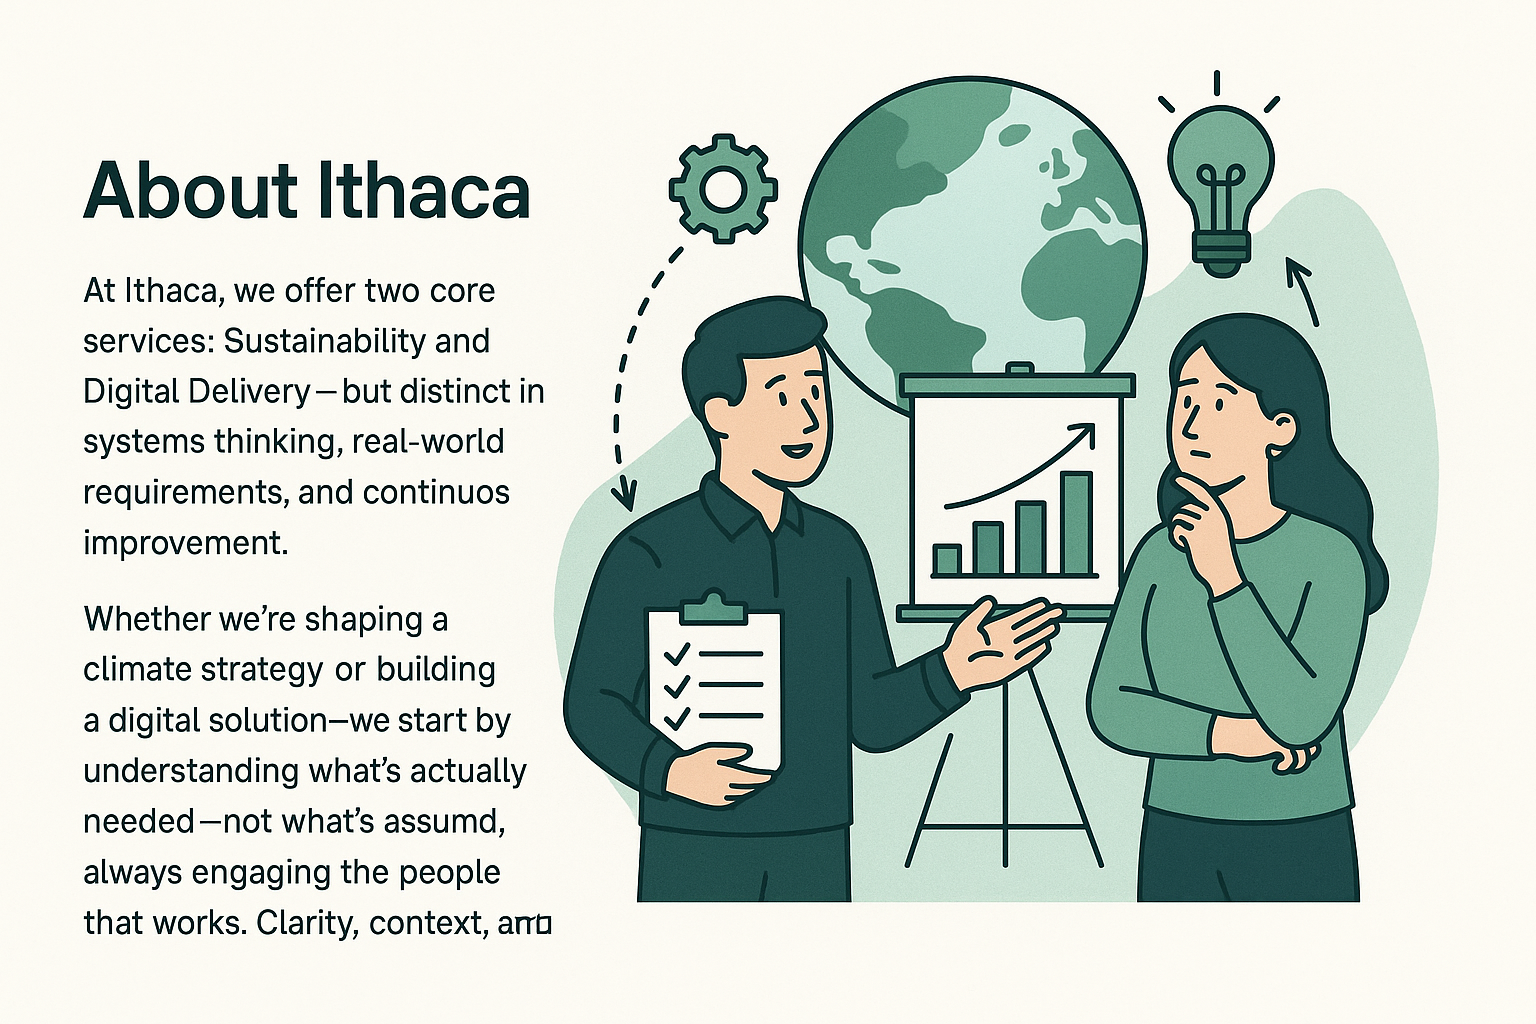 About Ithaca
At Ithaca, we offer two core
services: Sustainability and
Digital Delivery—but distinct in
systems thinking, real-world
requirements, and continuos
improvement.
Whether we’re shaping a
climate strategy or building
a digital solution—we start by
understanding what’s actually
needed—not what’s assumd,
always engaging the people
that works. Clarity, context,